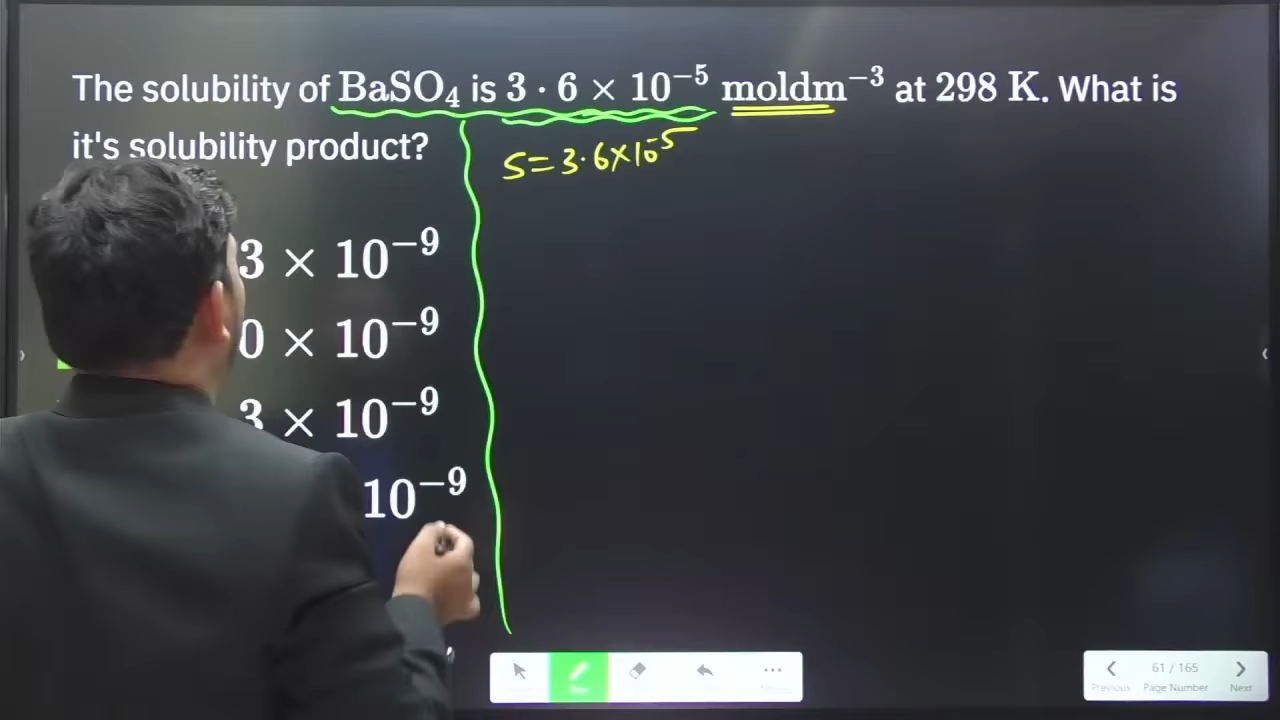 The solubility of BaSO₄ is 3 · 6 × 10⁻⁵ moldm⁻³ at 298 K. What is
it's solubility product?
S=3.6×10⁻⁵
3 × 10⁻⁹
0 × 10⁻⁹
3 × 10⁻⁹
10⁻⁹
61 / 165
Previous Page Number Next